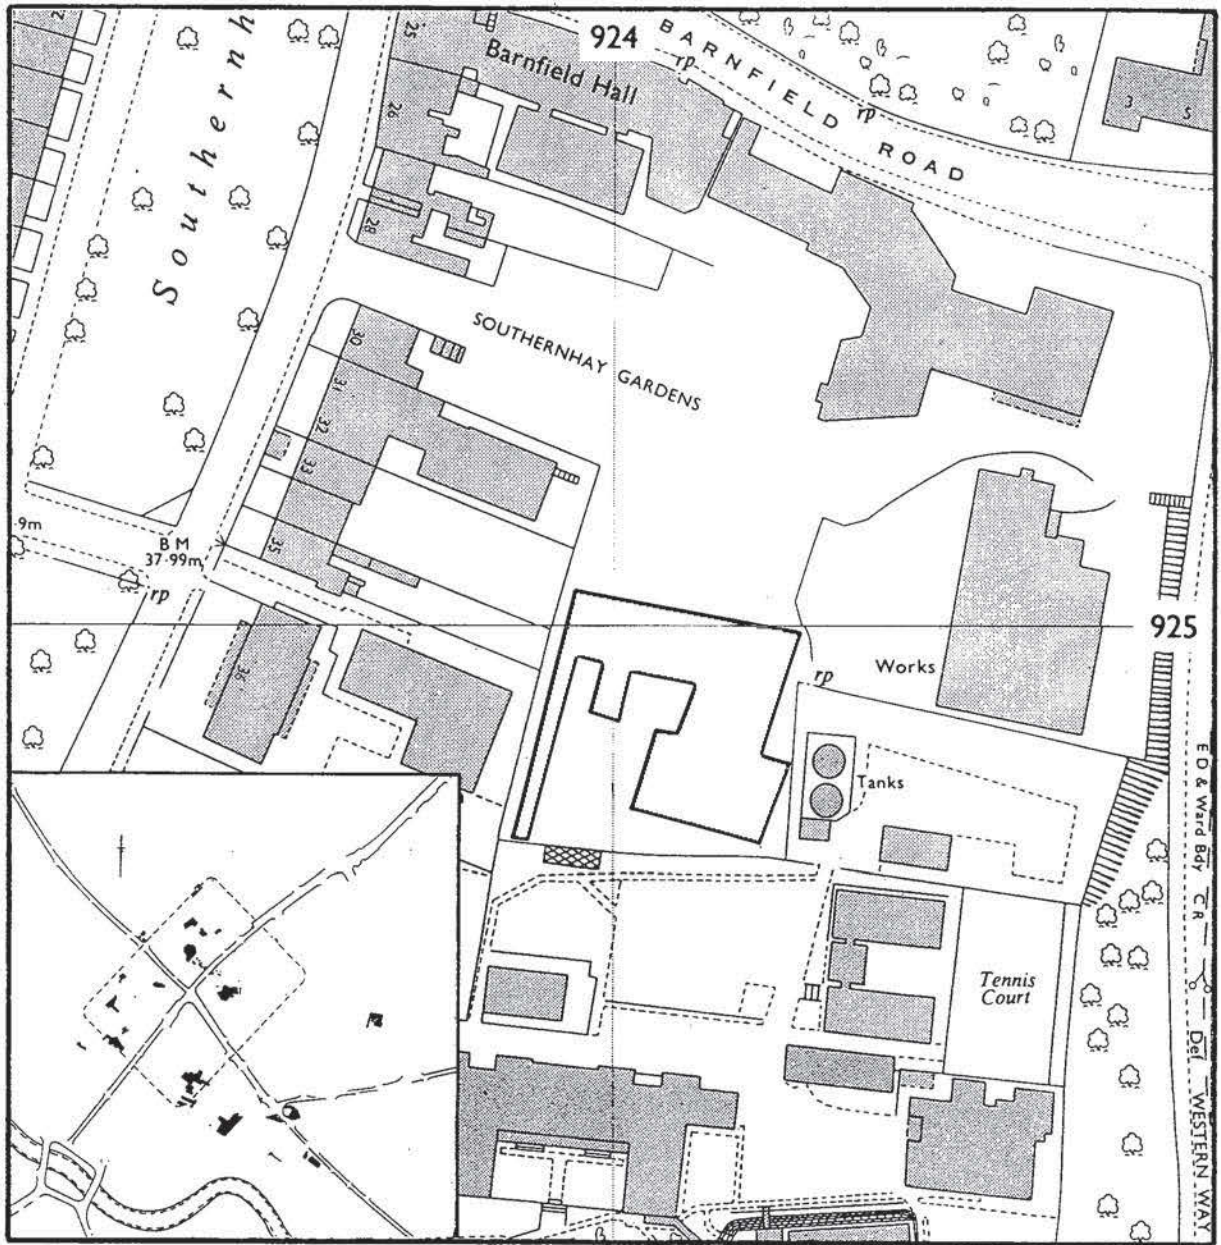 924
BARNFIELD ROAD
Barnfield Hall
Southernh
25
26
28
rp
rp
3
5
SOUTHERNHAY GARDENS
30
31
32
33
35
·9m
BM
37·99m
rp
925
36
Works
rp
Tanks
ED & Ward Bdy
CR
Tennis
Court
Def
WESTERN WAY